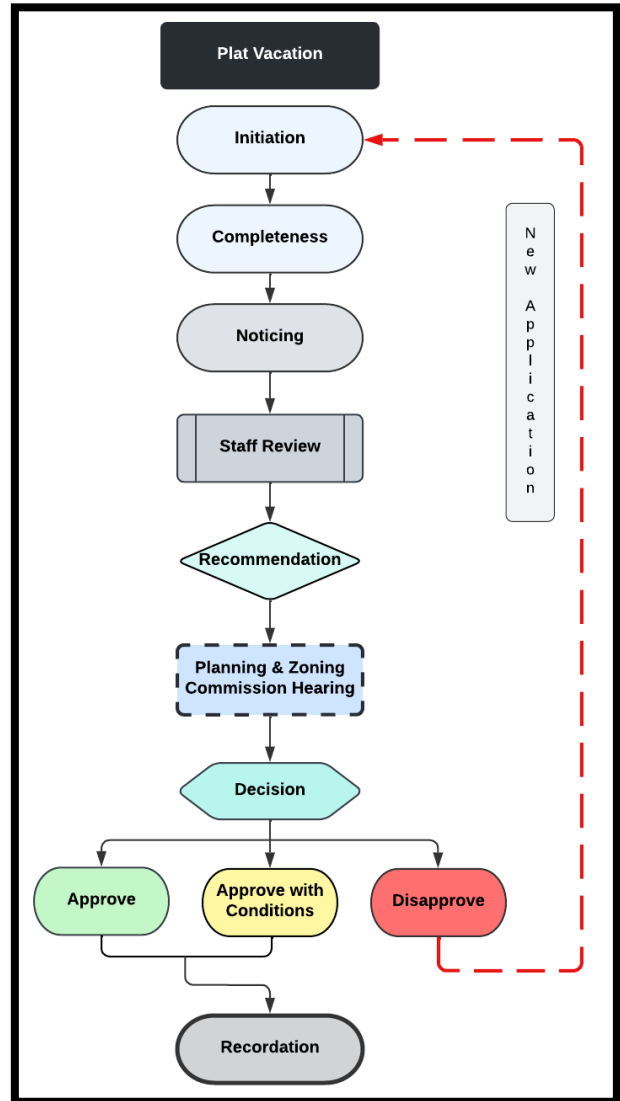 Plat Vacation
Initiation
Completeness
Noticing
Staff Review
Recommendation
Planning & Zoning
Commission Hearing
Decision
Approve
Approve with
Conditions
Disapprove
Recordation
New Application